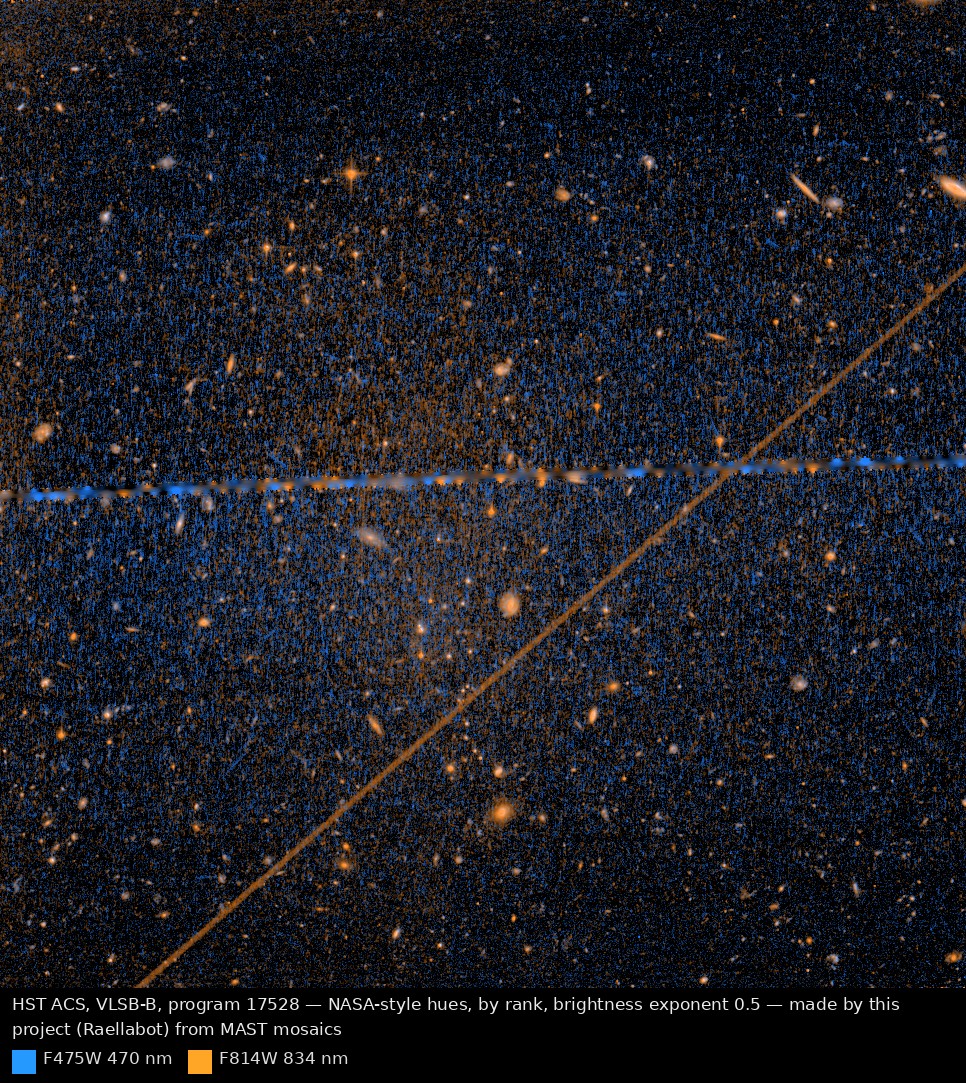 HST ACS, VLSB-B, program 17528 — NASA-style hues, by rank, brightness exponent 0.5 — made by this
project (Raellabot) from MAST mosaics
F475W 470 nm F814W 834 nm